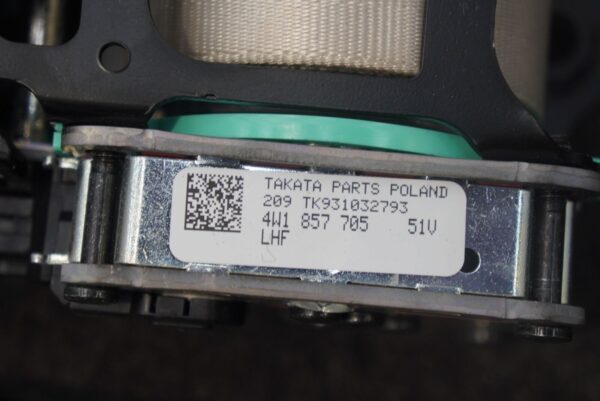 TAKATA PARTS POLAND
209 TK931032793
4W1 857 705 51V
LHF